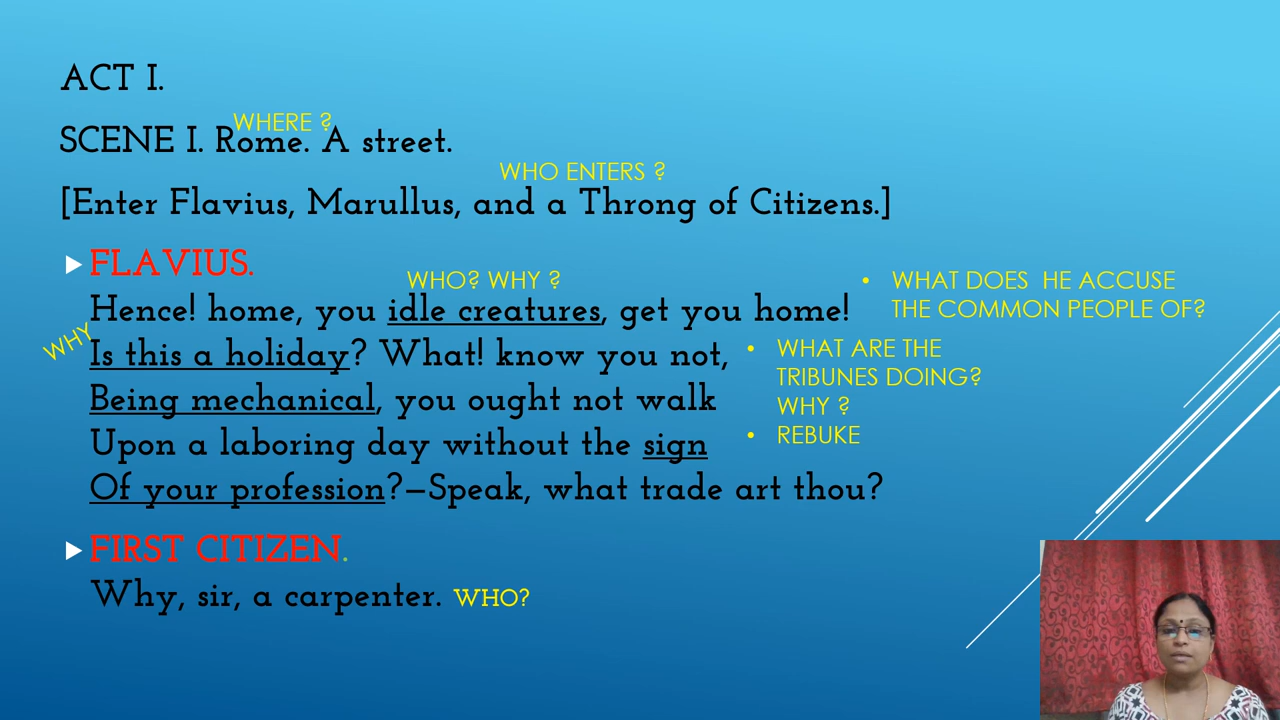 ACT I.
WHERE ?
SCENE I. Rome. A street.
WHO ENTERS ?
[Enter Flavius, Marullus, and a Throng of Citizens.]
FLAVIUS.
WHO? WHY ?
Hence! home, you idle creatures, get you home!
WHY
Is this a holiday? What! know you not,
Being mechanical, you ought not walk
Upon a laboring day without the sign
Of your profession?—Speak, what trade art thou?
• WHAT DOES HE ACCUSE
THE COMMON PEOPLE OF?
• WHAT ARE THE
TRIBUNES DOING?
WHY ?
• REBUKE
FIRST CITIZEN.
Why, sir, a carpenter. WHO?